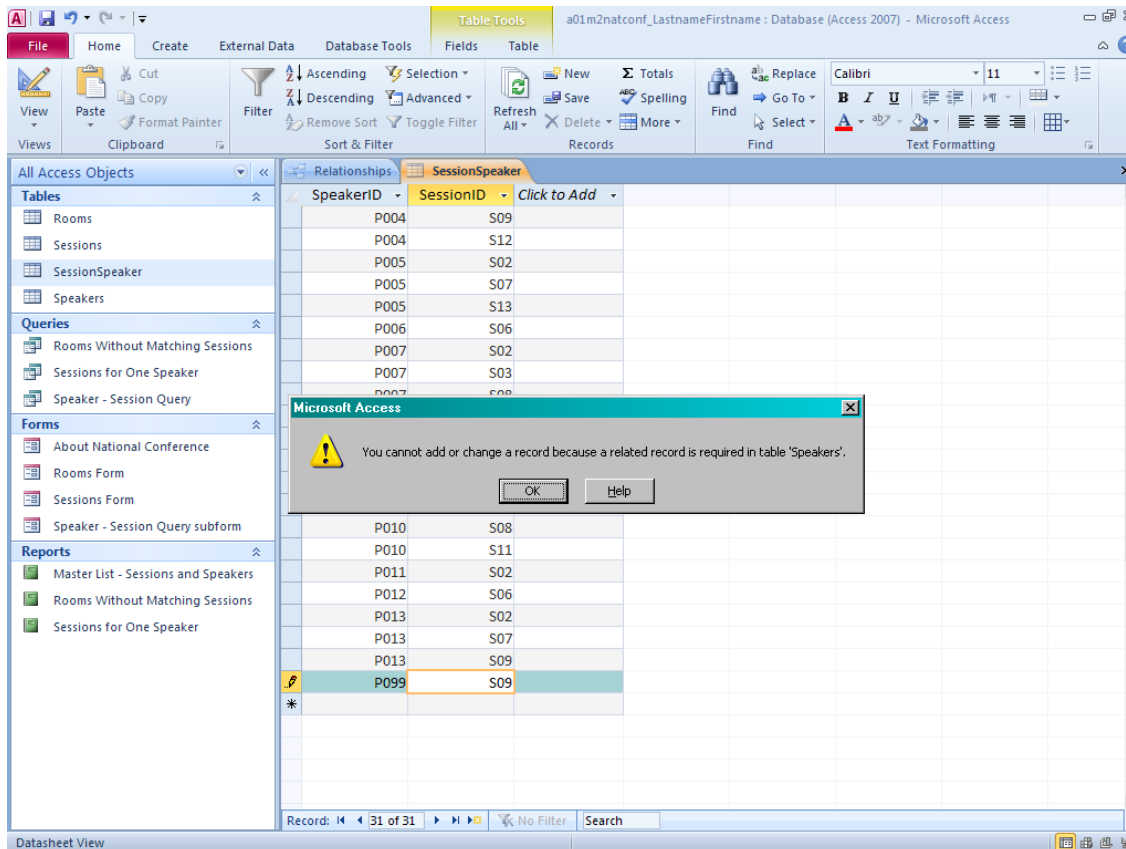 Table Tools
a01m2natconf_LastnameFirstname : Database (Access 2007) - Microsoft Access
File Home Create External Data Database Tools Fields Table
View
Views
Paste
Cut
Copy
Format Painter
Clipboard
Filter
Ascending
Descending
Remove Sort
Selection
Advanced
Toggle Filter
Sort & Filter
Refresh All
New
Save
Delete
Totals
Spelling
More
Records
Find
Replace
Go To
Select
Find
Calibri 11
B I U
A
Text Formatting
All Access Objects
Tables
Rooms
Sessions
SessionSpeaker
Speakers
Queries
Rooms Without Matching Sessions
Sessions for One Speaker
Speaker - Session Query
Forms
About National Conference
Rooms Form
Sessions Form
Speaker - Session Query subform
Reports
Master List - Sessions and Speakers
Rooms Without Matching Sessions
Sessions for One Speaker
Relationships SessionSpeaker
SpeakerID SessionID Click to Add
P004 S09
P004 S12
P005 S02
P005 S07
P005 S13
P006 S06
P007 S02
P007 S03
Microsoft Access
You cannot add or change a record because a related record is required in table 'Speakers'.
OK Help
P010 S08
P010 S11
P011 S02
P012 S06
P013 S02
P013 S07
P013 S09
P099 S09
Record: 31 of 31 No Filter Search
Datasheet View